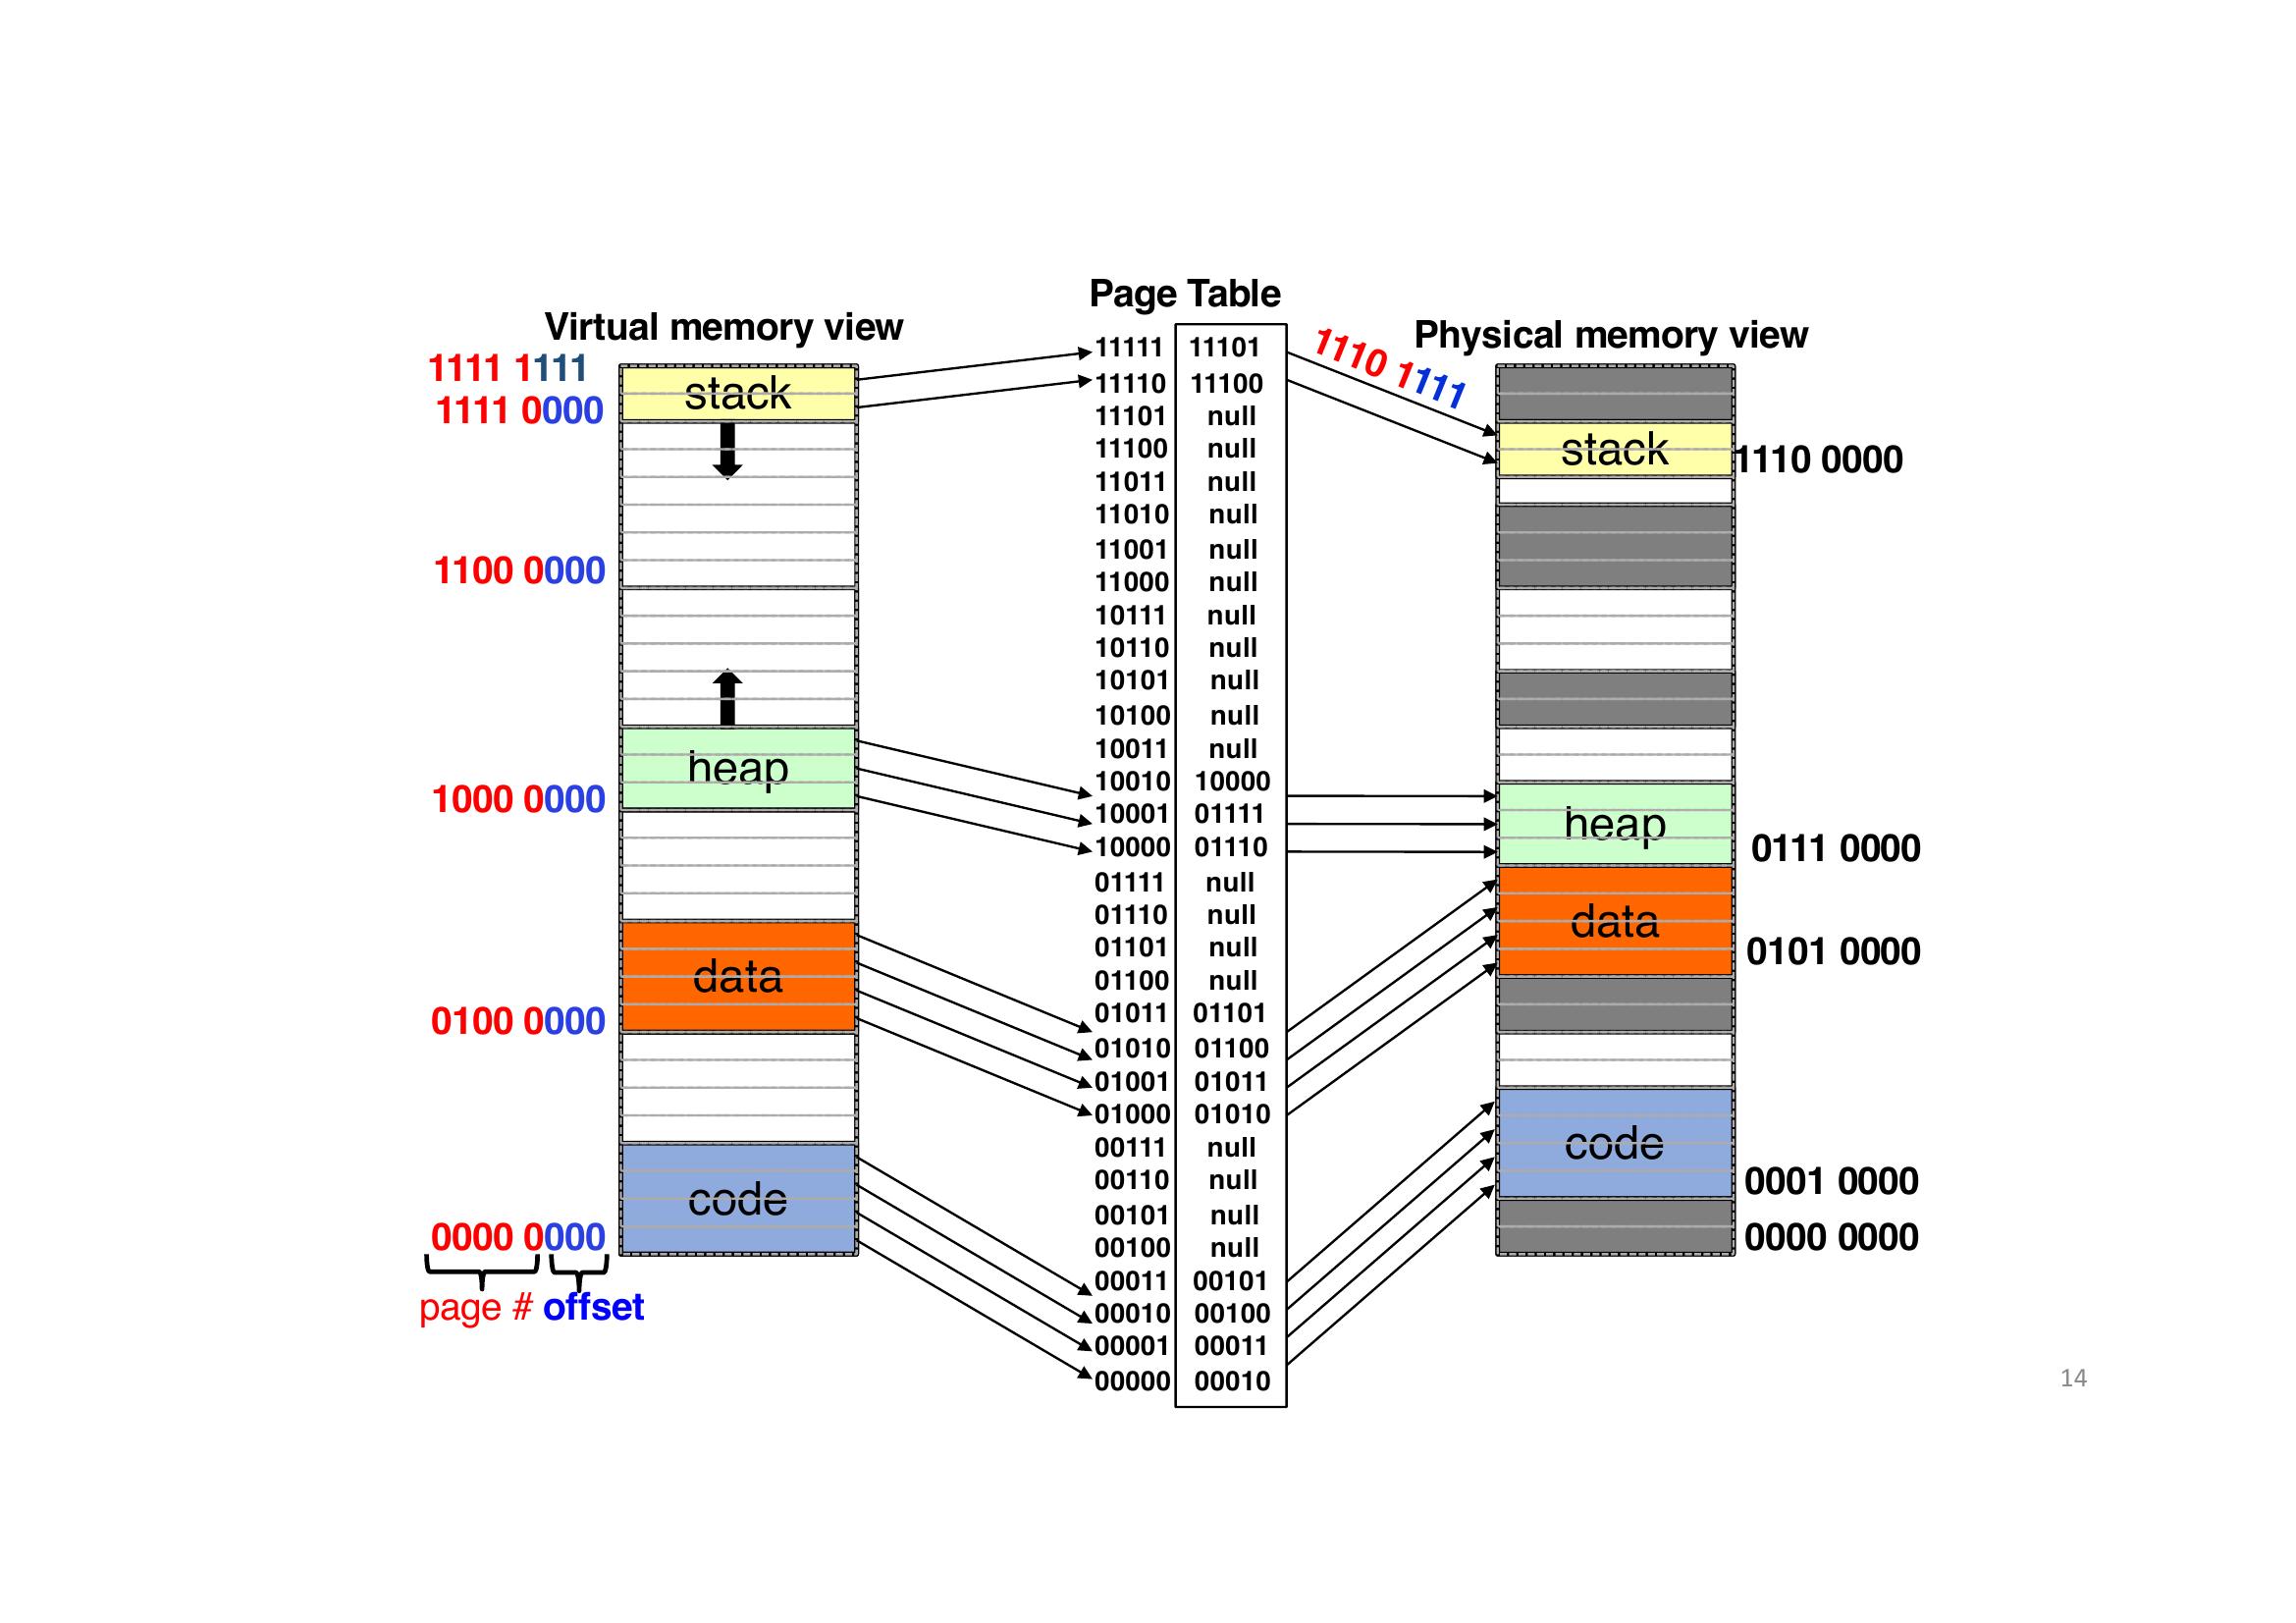 Page Table
Virtual memory view
Physical memory view
1111 1111
1111 0000
1100 0000
1000 0000
0100 0000
0000 0000
page # offset
stack
heap
data
code
11111 11101
11110 11100
11101 null
11100 null
11011 null
11010 null
11001 null
11000 null
10111 null
10110 null
10101 null
10100 null
10011 null
10010 10000
10001 01111
10000 01110
01111 null
01110 null
01101 null
01100 null
01011 01101
01010 01100
01001 01011
01000 01010
00111 null
00110 null
00101 null
00100 null
00011 00101
00010 00100
00001 00011
00000 00010
1110 1111
stack
1110 0000
heap
0111 0000
data
0101 0000
code
0001 0000
0000 0000
14